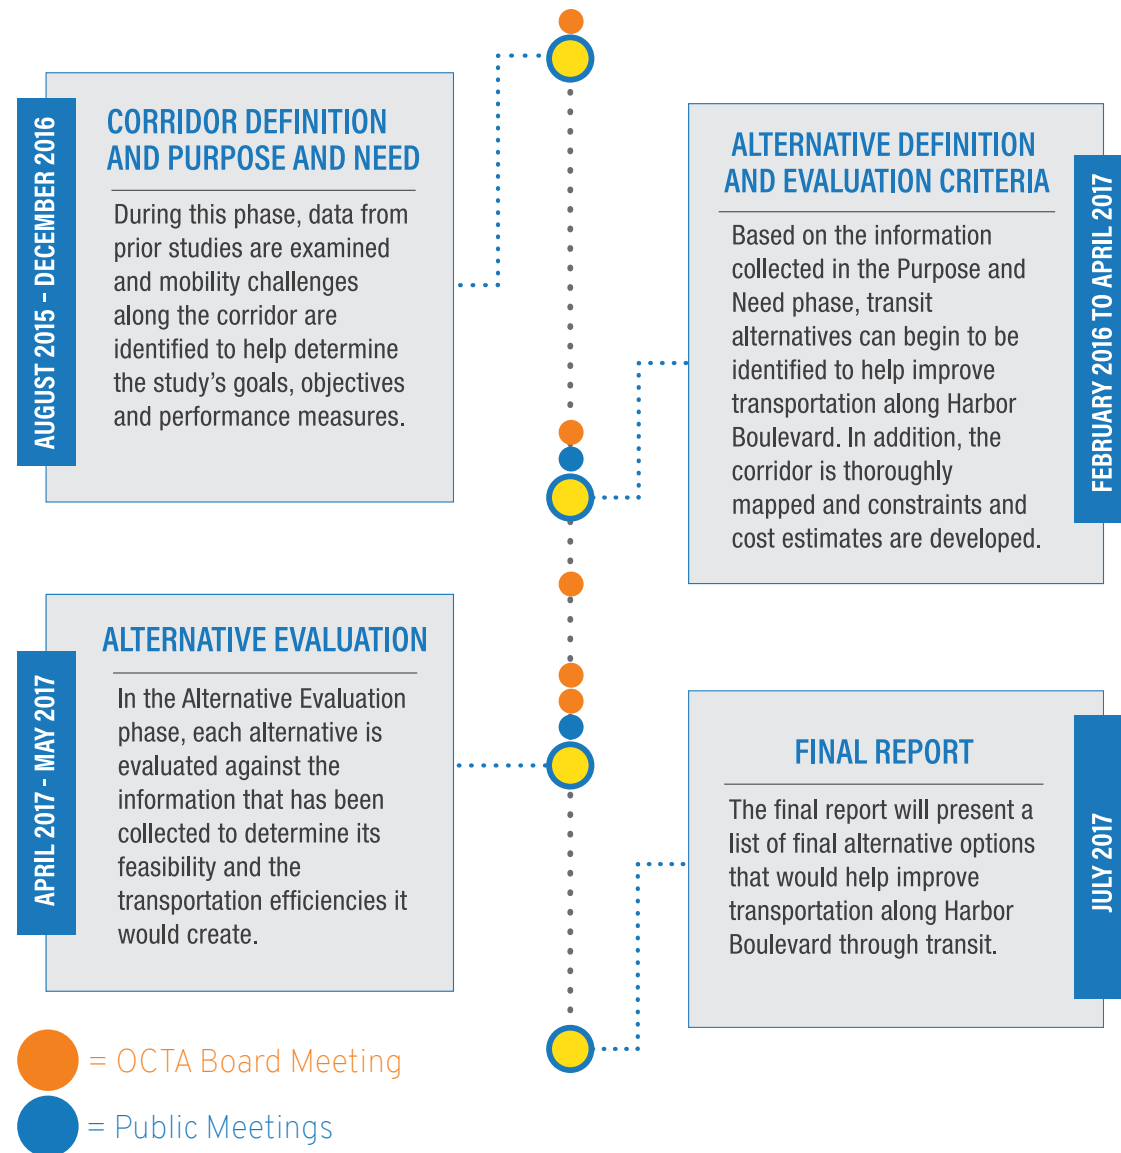 AUGUST 2015 - DECEMBER 2016
CORRIDOR DEFINITION
AND PURPOSE AND NEED
During this phase, data from
prior studies are examined
and mobility challenges
along the corridor are
identified to help determine
the study's goals, objectives
and performance measures.
ALTERNATIVE DEFINITION
AND EVALUATION CRITERIA
Based on the information
collected in the Purpose and
Need phase, transit
alternatives can begin to be
identified to help improve
transportation along Harbor
Boulevard. In addition, the
corridor is thoroughly
mapped and constraints and
cost estimates are developed.
FEBRUARY 2016 TO APRIL 2017
APRIL 2017 - MAY 2017
ALTERNATIVE EVALUATION
In the Alternative Evaluation
phase, each alternative is
evaluated against the
information that has been
collected to determine its
feasibility and the
transportation efficiencies it
would create.
FINAL REPORT
The final report will present a
list of final alternative options
that would help improve
transportation along Harbor
Boulevard through transit.
JULY 2017
= OCTA Board Meeting
= Public Meetings